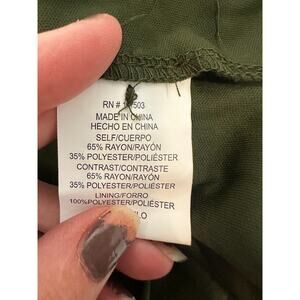 RN #
MADE IN CHINA
HECHO EN CHINA
SELF/CUERPO
65% RAYON/RAYÓN
35% POLYESTER/POLIÉSTER
CONTRAST/CONTRASTE
65% RAYON/RAYÓN
35% POLYESTER/POLIÉSTER
LINING/FORRO
100%POLYESTER/POLIÉSTER